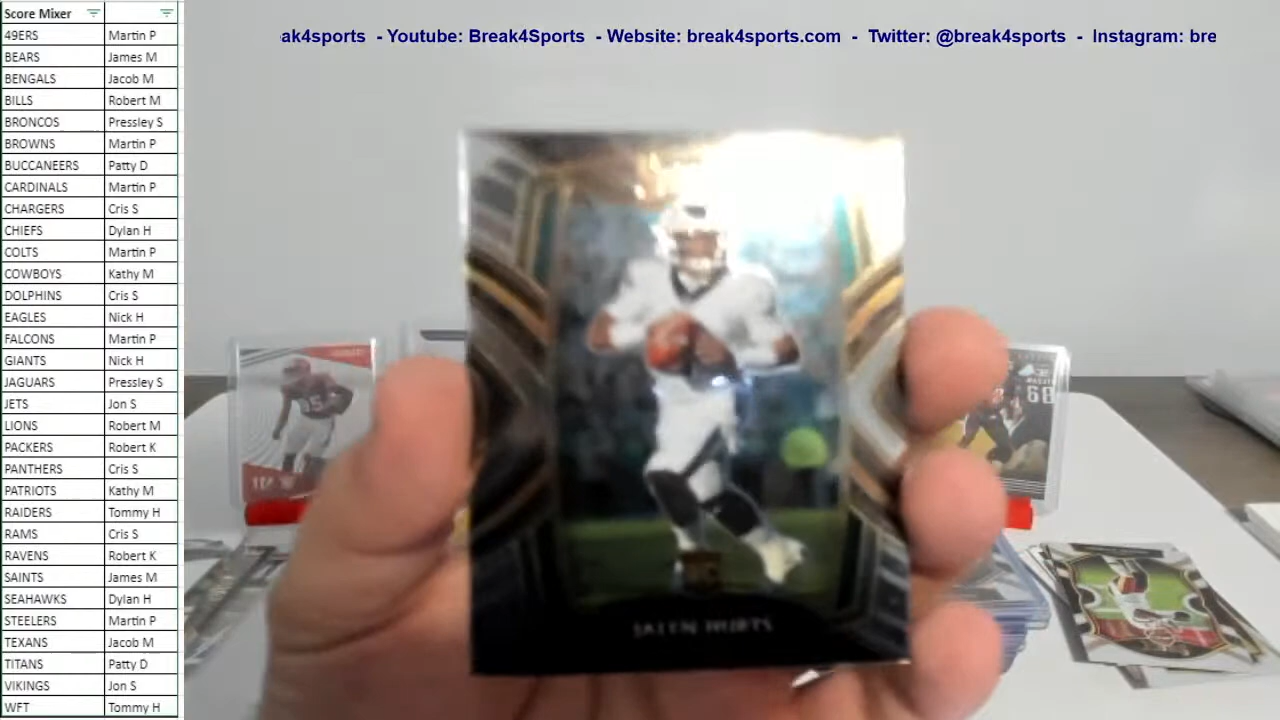 Score Mixer
49ERS Martin P
BEARS James M
BENGALS Jacob M
BILLS Robert M
BRONCOS Pressley S
BROWNS Martin P
BUCCANEERS Patty D
CARDINALS Martin P
CHARGERS Cris S
CHIEFS Dylan H
COLTS Martin P
COWBOYS Kathy M
DOLPHINS Cris S
EAGLES Nick H
FALCONS Martin P
GIANTS Nick H
JAGUARS Pressley S
JETS Jon S
LIONS Robert M
PACKERS Robert K
PANTHERS Cris S
PATRIOTS Kathy M
RAIDERS Tommy H
RAMS Cris S
RAVENS Robert K
SAINTS James M
SEAHAWKS Dylan H
STEELERS Martin P
TEXANS Jacob M
TITANS Patty D
VIKINGS Jon S
WFT Tommy H
ak4sports - Youtube: Break4Sports - Website: break4sports.com - Twitter: @break4sports - Instagram: bre
RC
JALEN HURTS
60